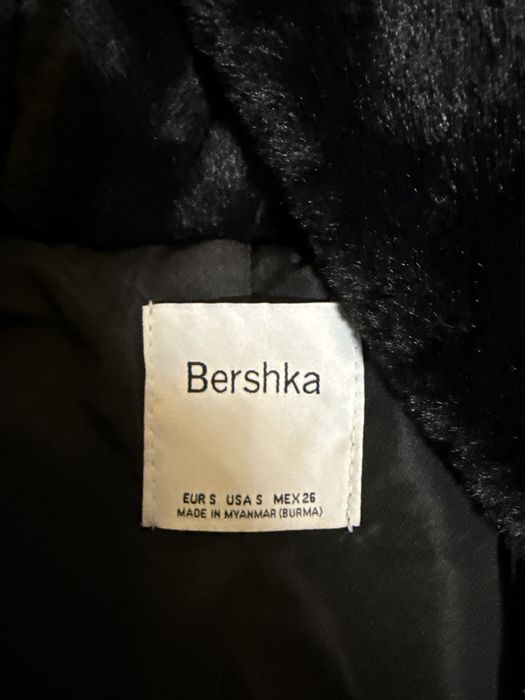 Bershka
EUR S USA S MEX 26
MADE IN MYANMAR (BURMA)